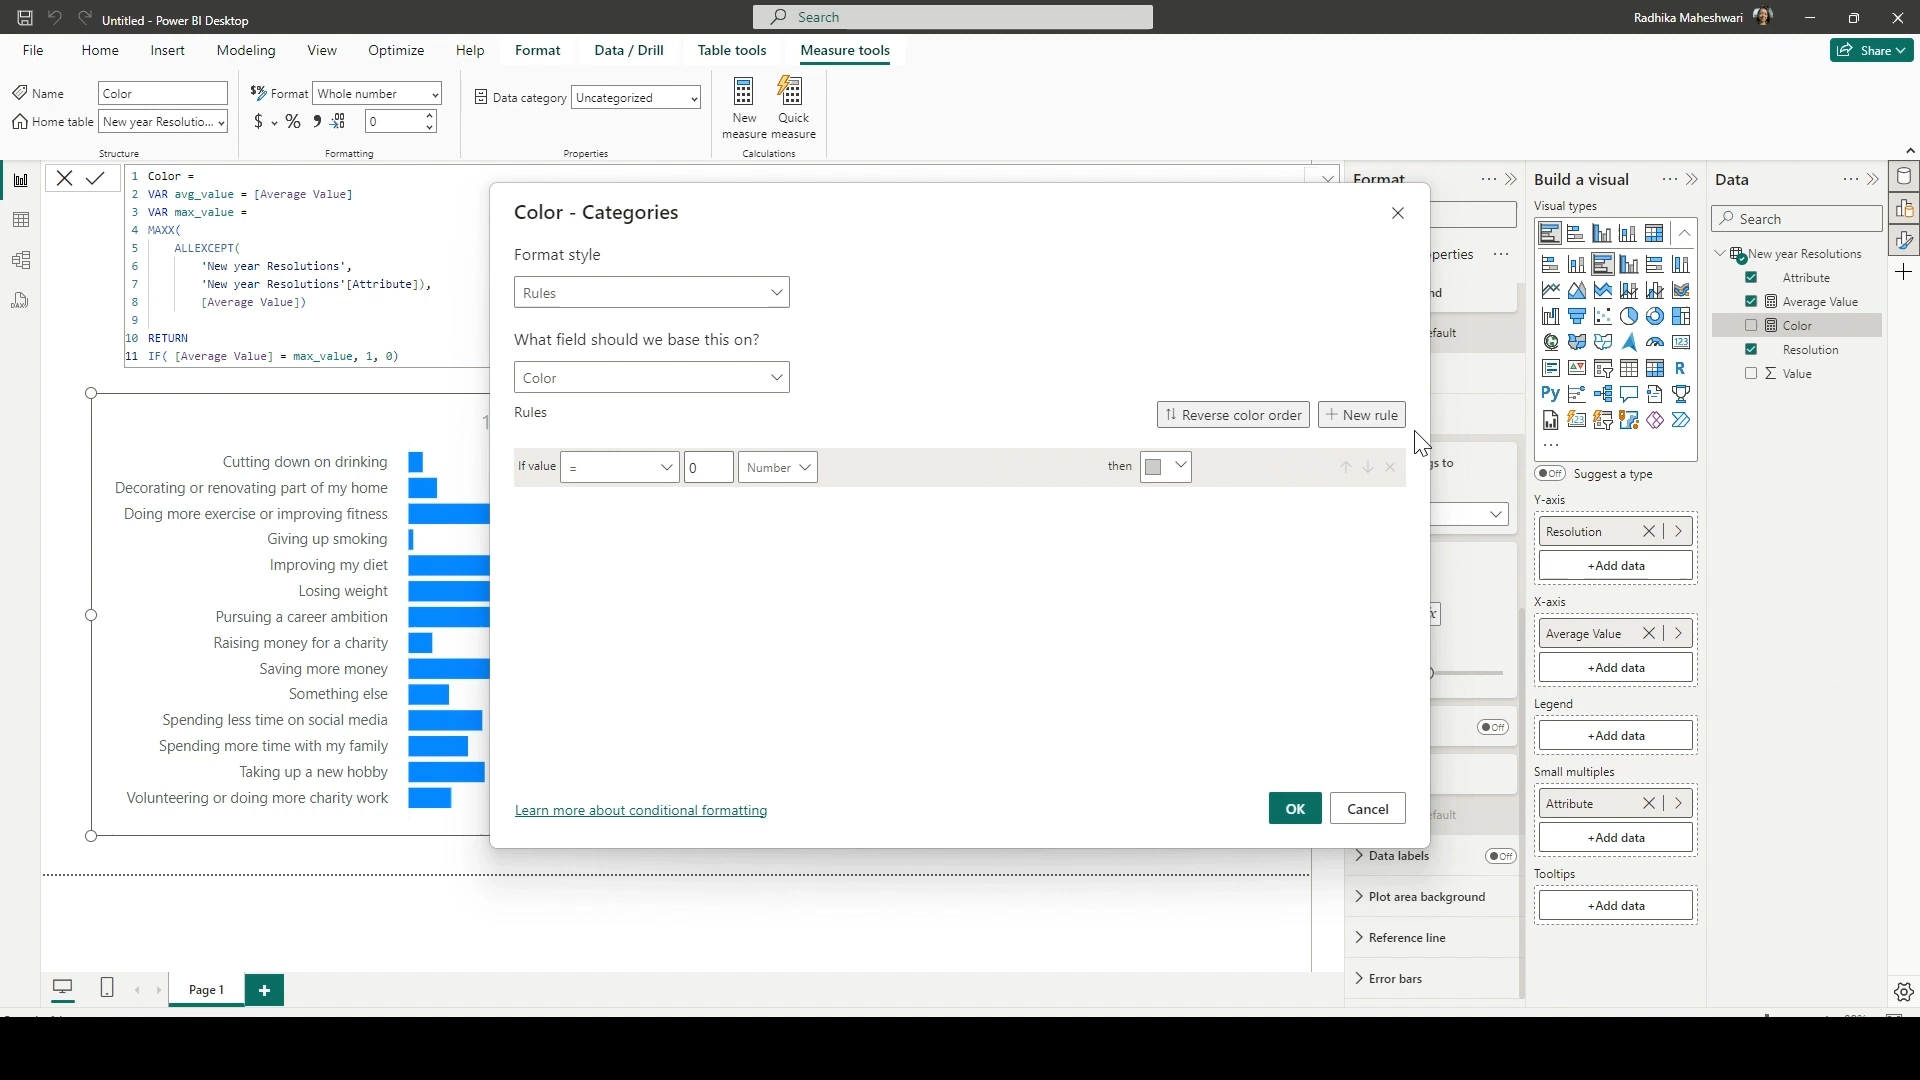 Untitled - Power BI Desktop
Search
Radhika Maheshwari
File Home Insert Modeling View Optimize Help Format Data / Drill Table tools Measure tools
Share
Name Color
Format Whole number
Data category Uncategorized
Home table New year Resolutio...
$ % 0
New measure
Quick measure
Structure Formatting Properties Calculations
1 Color =
2 VAR avg_value = [Average Value]
3 VAR max_value =
4 MAXX(
5 ALLEXCEPT(
6 'New year Resolutions',
7 'New year Resolutions'[Attribute]),
8 [Average Value])
9
10 RETURN
11 IF( [Average Value] = max_value, 1, 0)
Cutting down on drinking
Decorating or renovating part of my home
Doing more exercise or improving fitness
Giving up smoking
Improving my diet
Losing weight
Pursuing a career ambition
Raising money for a charity
Saving more money
Something else
Spending less time on social media
Spending more time with my family
Taking up a new hobby
Volunteering or doing more charity work
Color - Categories
Format style
Rules
What field should we base this on?
Color
Rules
Reverse color order
New rule
If value = 0 Number then
Learn more about conditional formatting
OK
Cancel
Format
Off
Data labels Off
Plot area background
Reference line
Error bars
Build a visual
Visual types
123
R
Py
Off Suggest a type
Y-axis
Resolution
+Add data
X-axis
Average Value
+Add data
Legend
+Add data
Small multiples
Attribute
+Add data
Tooltips
+Add data
Data
Search
New year Resolutions
Attribute
Average Value
Color
Resolution
Σ Value
Page 1